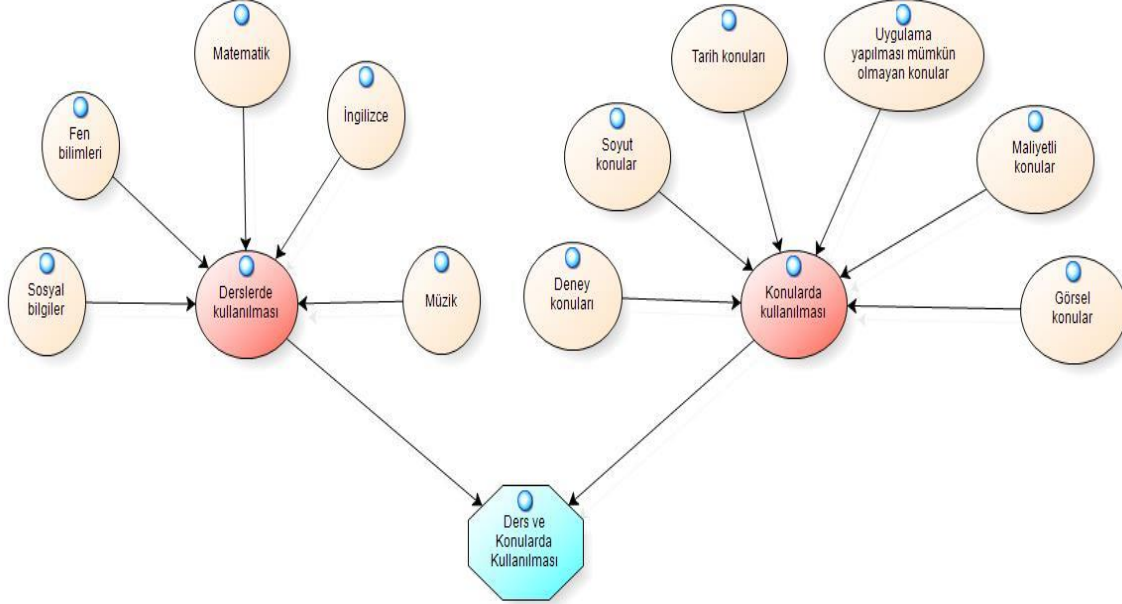 Matematik
Fen
bilimleri
İngilizce
Sosyal
bilgiler
Derslerde
kullanılması
Müzik
Tarih konuları
Uygulama
yapılması mümkün
olmayan konular
Soyut
konular
Maliyetli
konular
Deney
konuları
Konularda
kullanılması
Görsel
konular
Ders ve
Konularda
Kullanılması